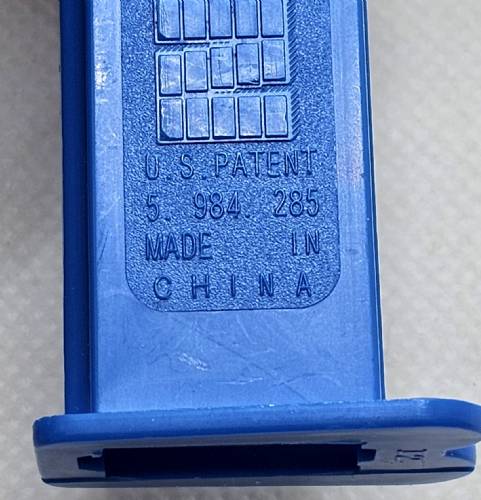 U.S.PATENT
5. 984. 285
MADE IN
CHINA